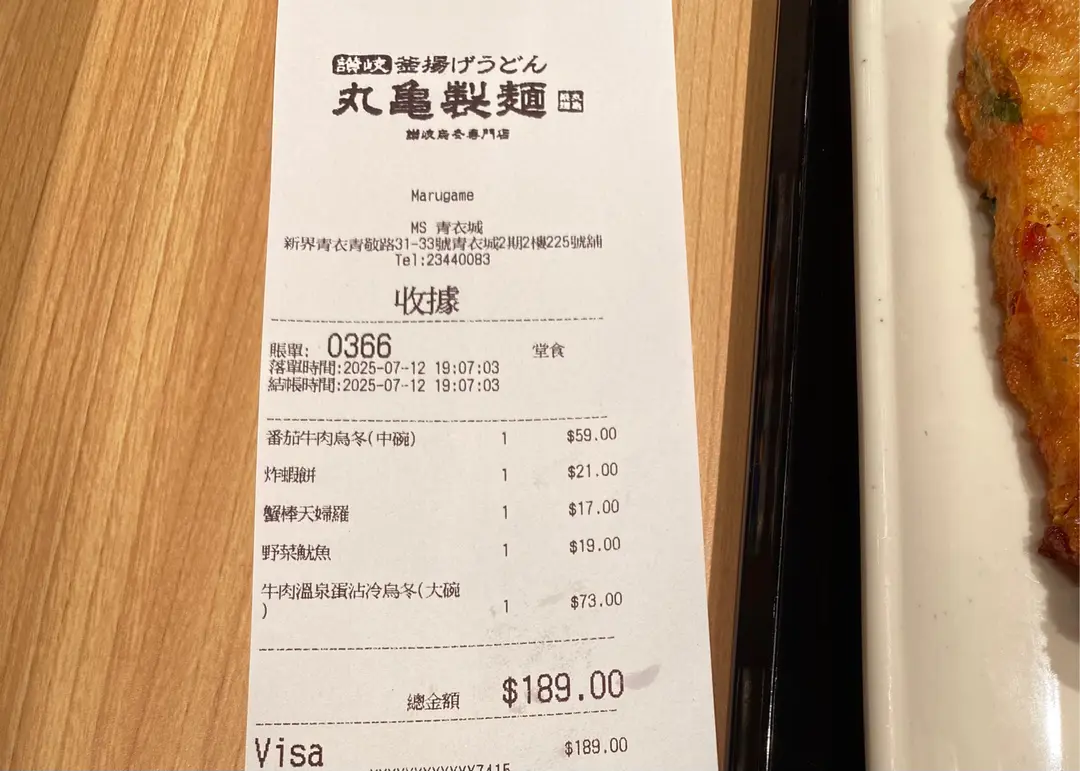 讃岐 釜揚げうどん
丸亀製麺
讃岐烏冬專門店
Marugame
MS 青衣城
新界青衣青敬路31-33號青衣城2期2樓225號舖
Tel:23440083
收據
賬單: 0366 堂食
落單時間:2025-07-12 19:07:03
結帳時間:2025-07-12 19:07:03
番茄牛肉烏冬(中碗) 1 $59.00
炸蝦餅 1 $21.00
蟹棒天婦羅 1 $17.00
野菜魷魚 1 $19.00
牛肉溫泉蛋沾冷烏冬(大碗
) 1 $73.00
總金額 $189.00
Visa $189.00